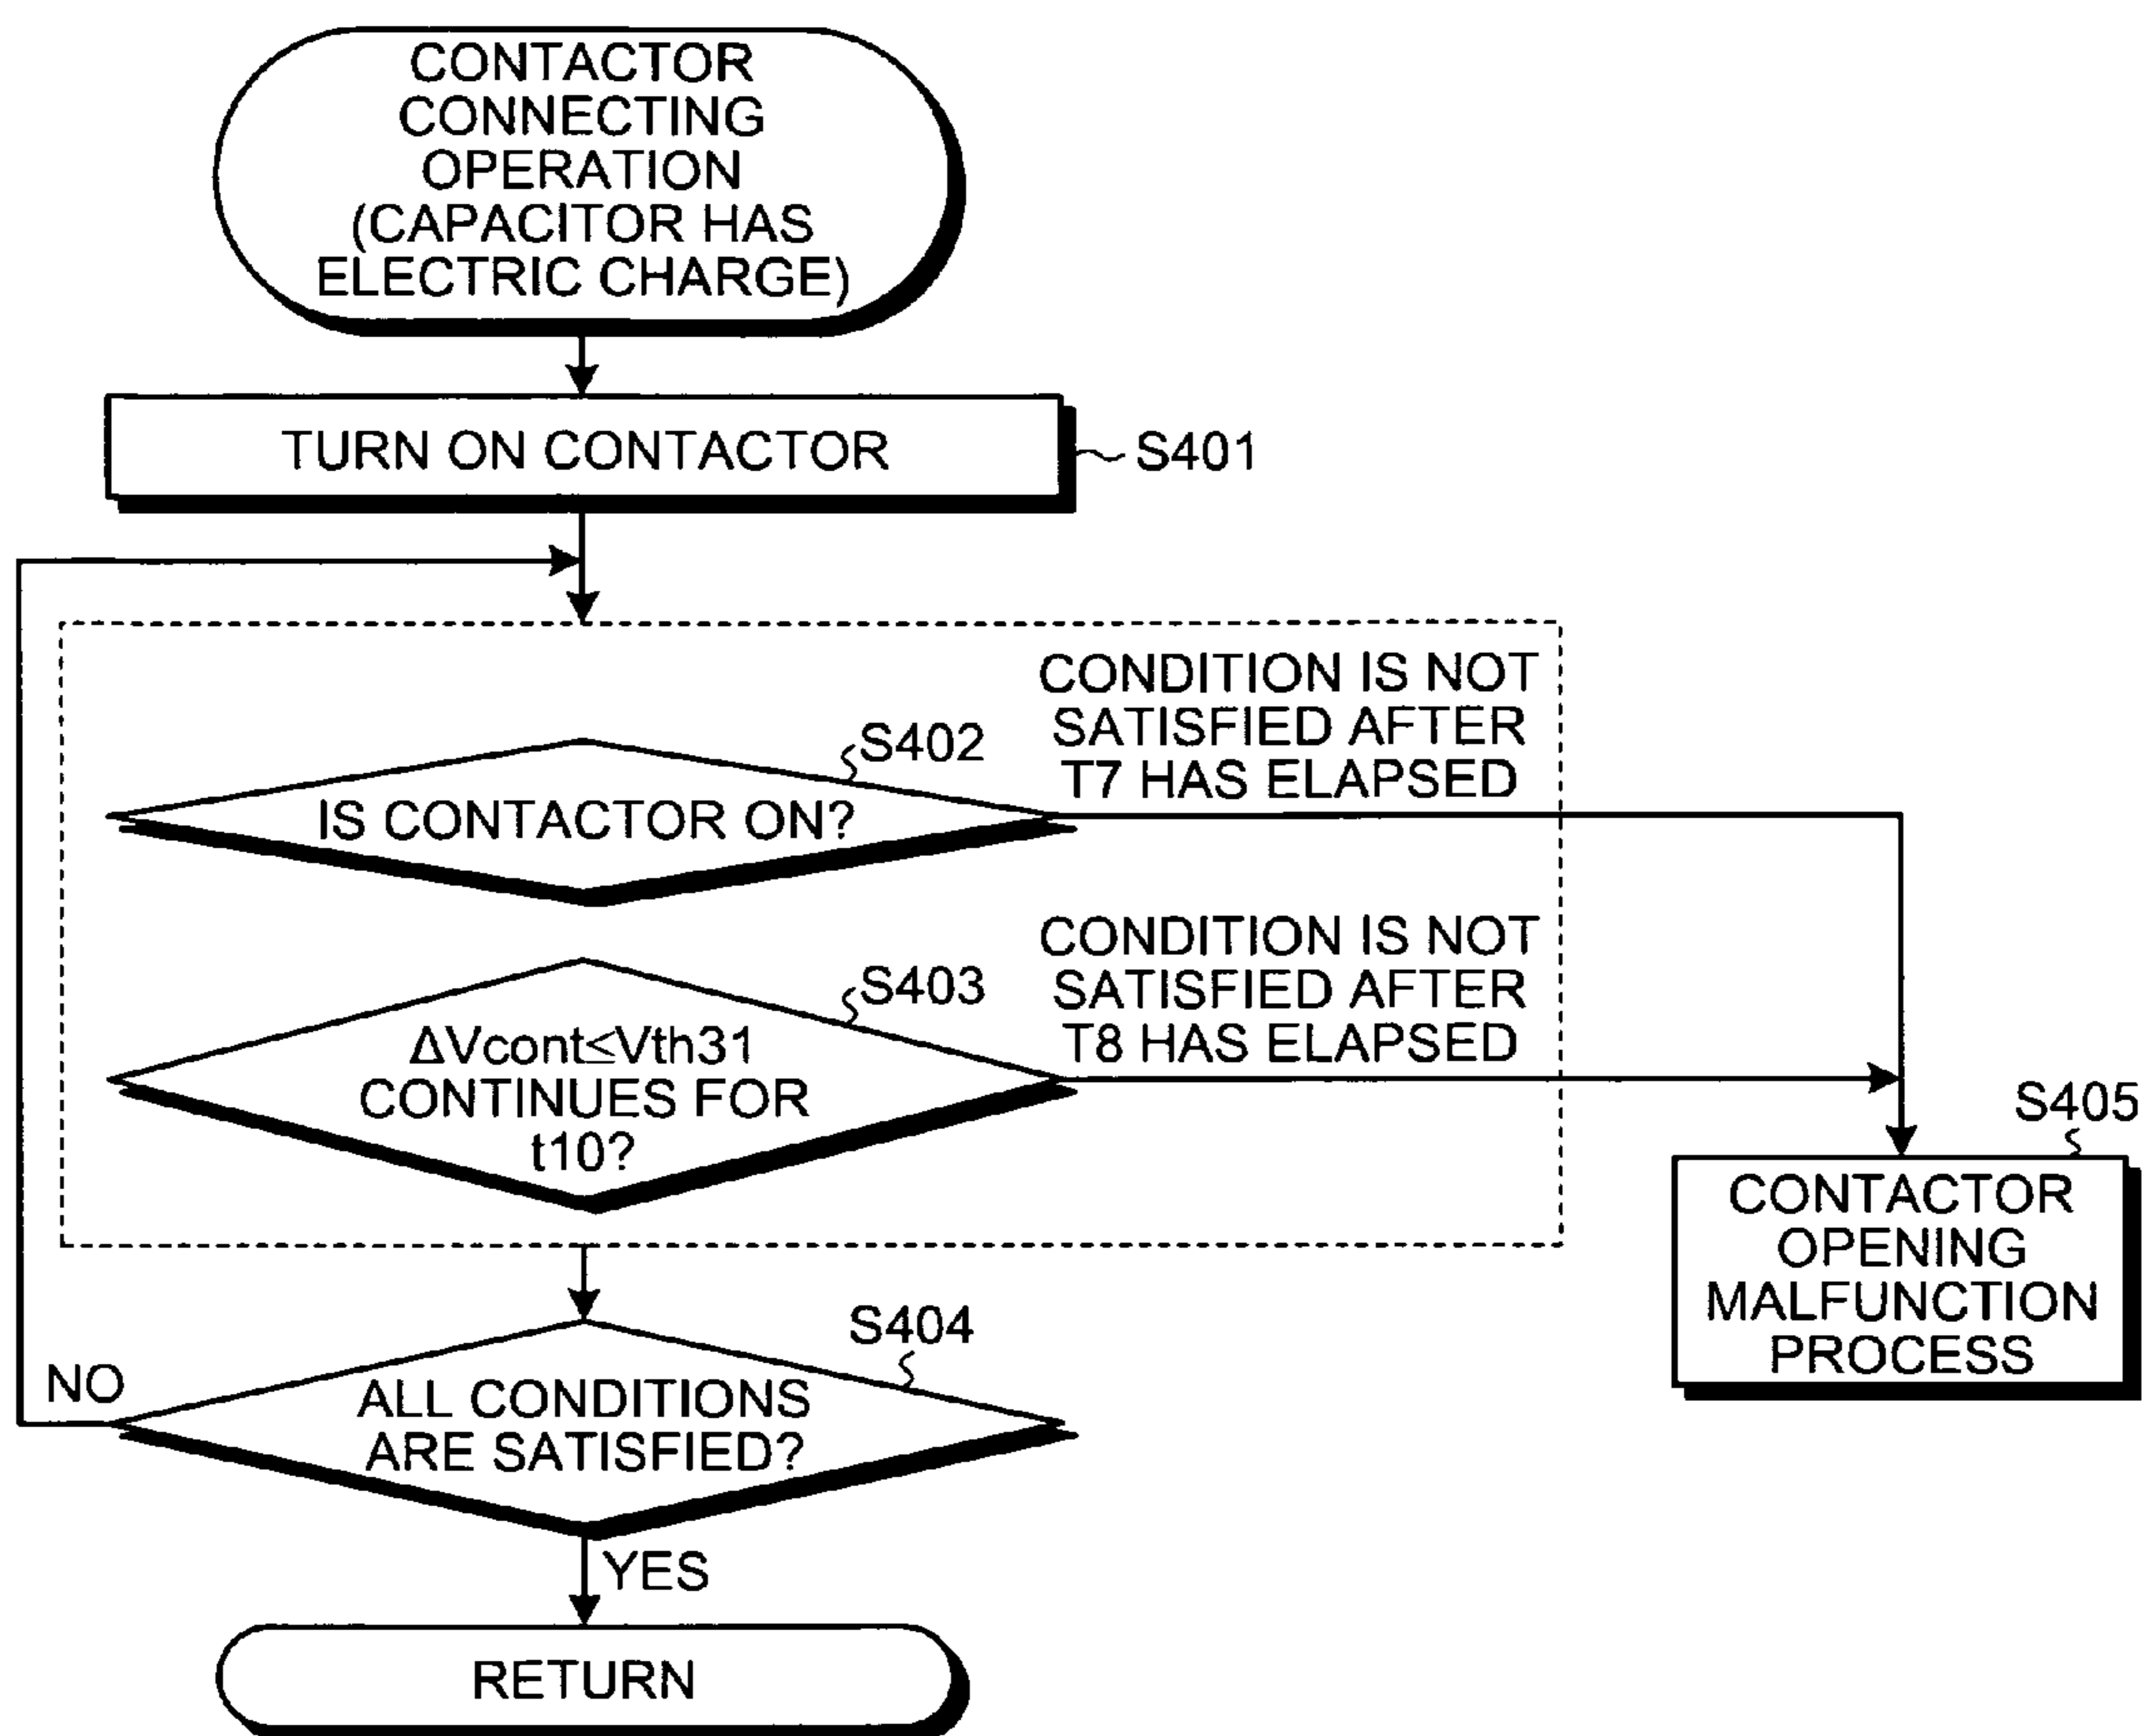 CONTACTOR
CONNECTING
OPERATION
(CAPACITOR HAS
ELECTRIC CHARGE)
TURN ON CONTACTOR
S401
CONDITION IS NOT
SATISFIED AFTER
T7 HAS ELAPSED
S402
IS CONTACTOR ON?
CONDITION IS NOT
SATISFIED AFTER
T8 HAS ELAPSED
S403
ΔVcont≤Vth31
CONTINUES FOR
t10?
S405
CONTACTOR
OPENING
MALFUNCTION
PROCESS
S404
NO
ALL CONDITIONS
ARE SATISFIED?
YES
RETURN